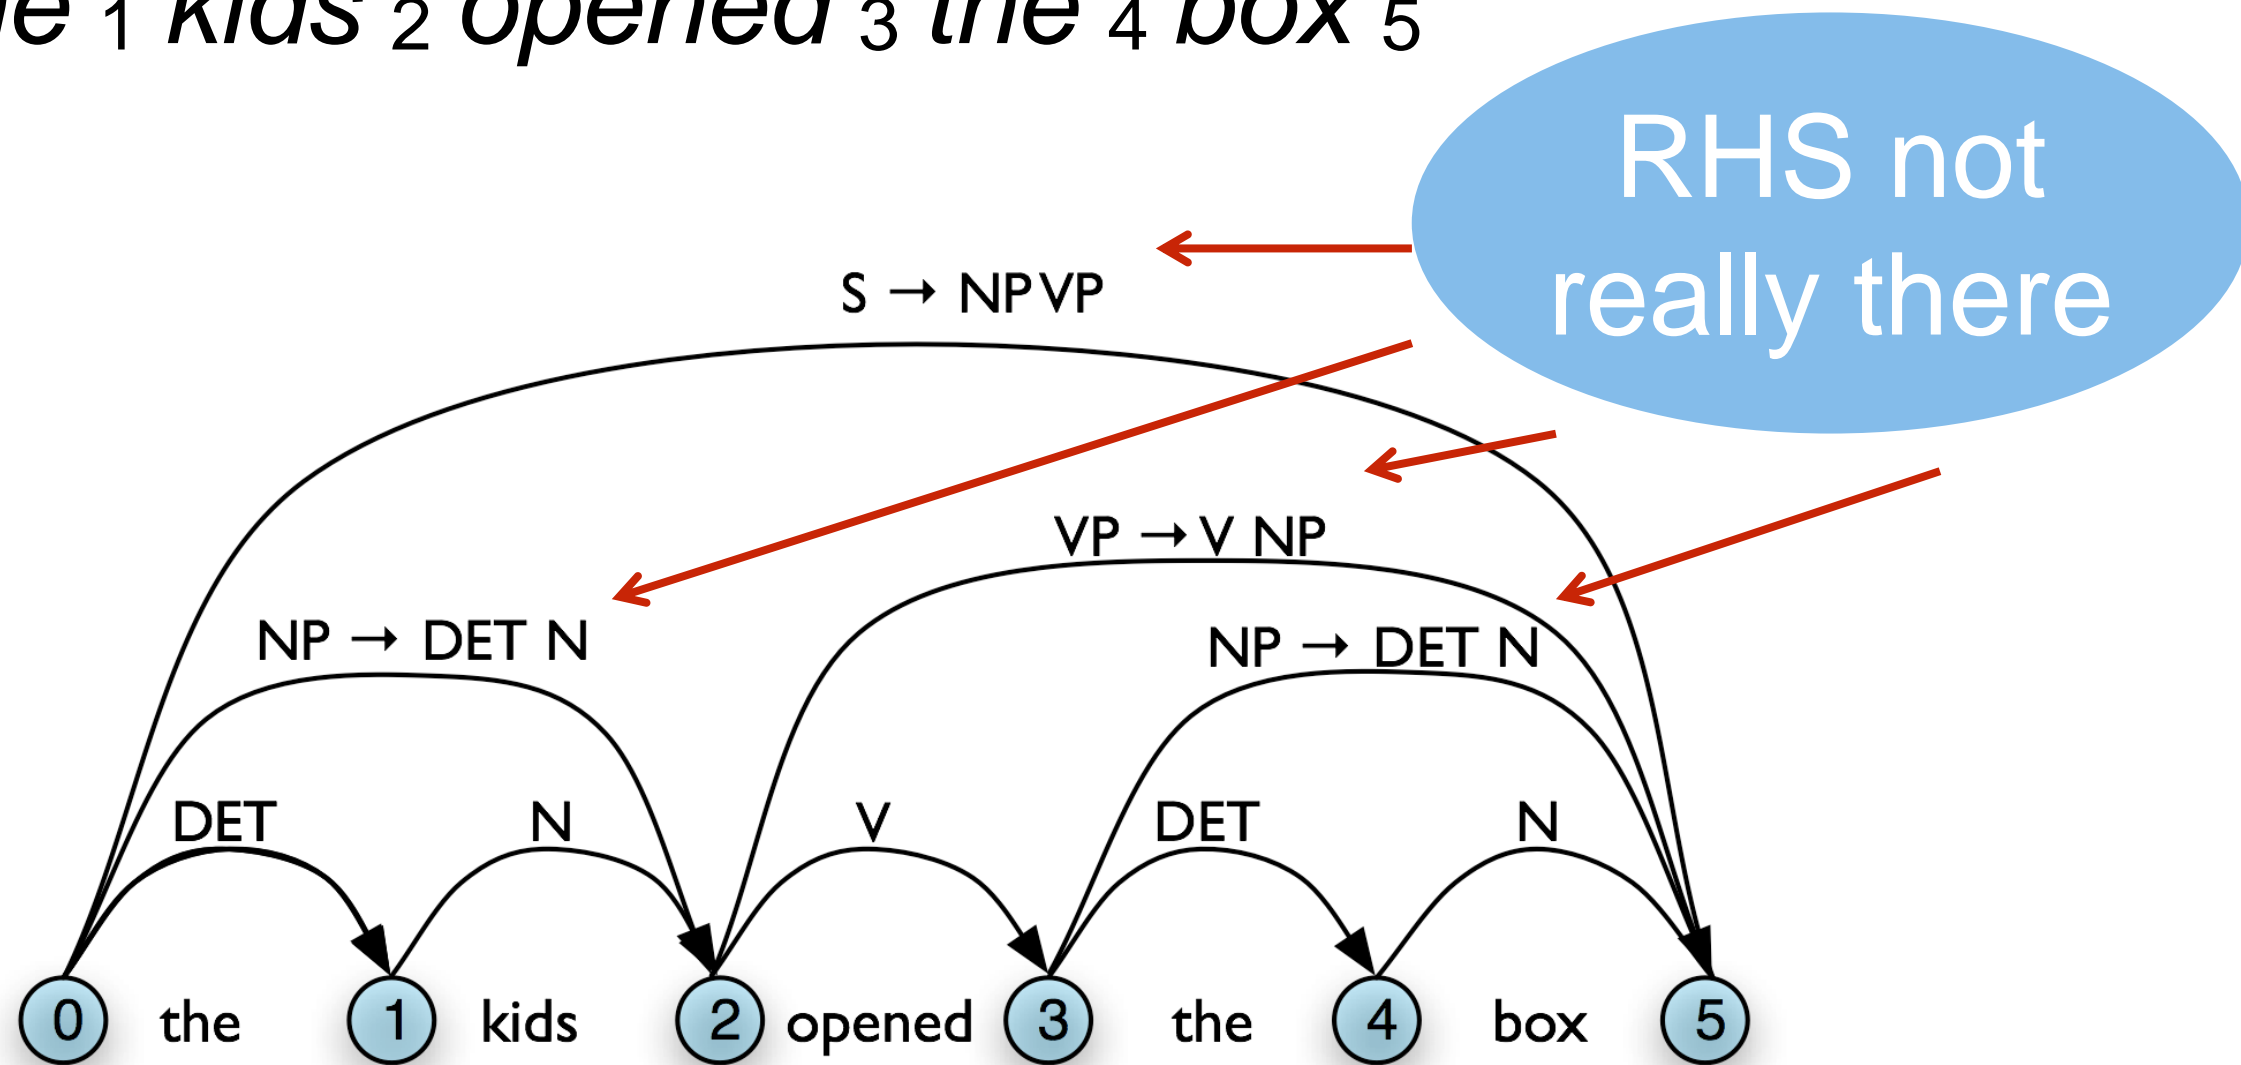 1 kids 2 opened 3 the 4 box 5
RHS not
really there
S → NP VP
VP → V NP
NP → DET N
NP → DET N
DET N V DET N
0 the 1 kids 2 opened 3 the 4 box 5